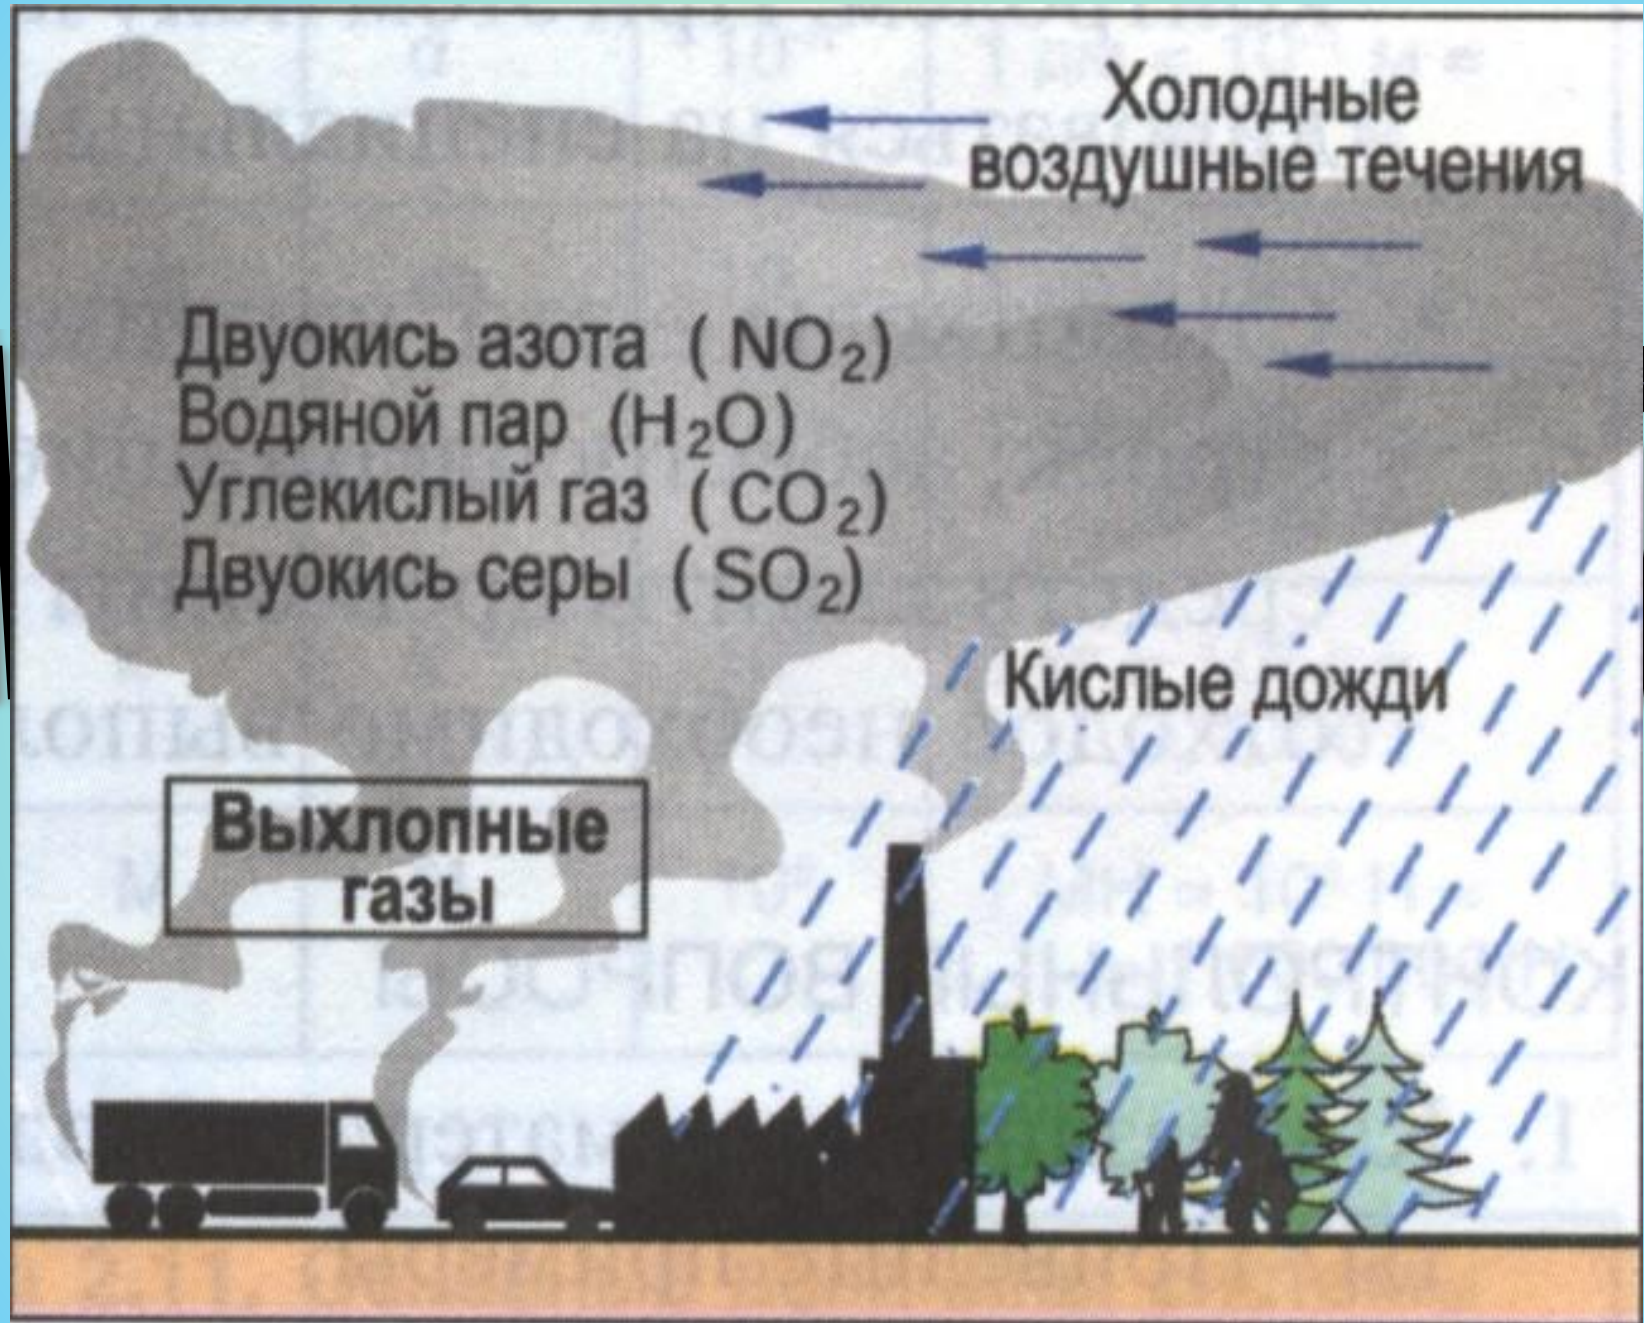 Холодные
воздушные течения
Двуокись азота (NO₂)
Водяной пар (H₂O)
Углекислый газ (CO₂)
Двуокись серы (SO₂)
Кислые дожди
Выхлопные
газы